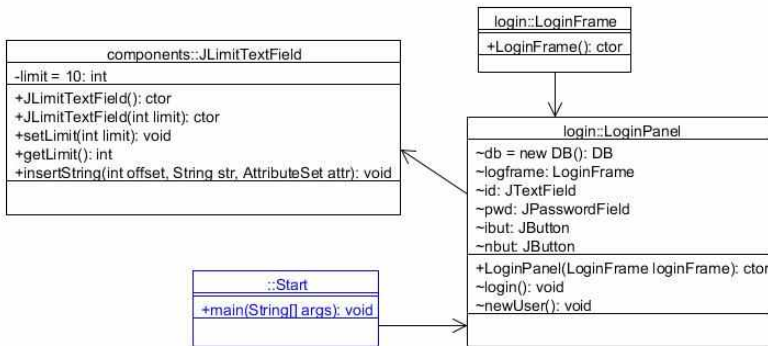 login::LoginFrame
+LoginFrame(): ctor
components::JLimitTextField
-limit = 10: int
+JLimitTextField(): ctor
+JLimitTextField(int limit): ctor
+setLimit(int limit): void
+getLimit(): int
+insertString(int offset, String str, AttributeSet attr): void
login::LoginPanel
~db = new DB(): DB
~logframe: LoginFrame
~id: JTextField
~pwd: JPasswordField
~ibut: JButton
~nbut: JButton
+LoginPanel(LoginFrame loginFrame): ctor
~login(): void
~newUser(): void
::Start
+main(String[] args): void